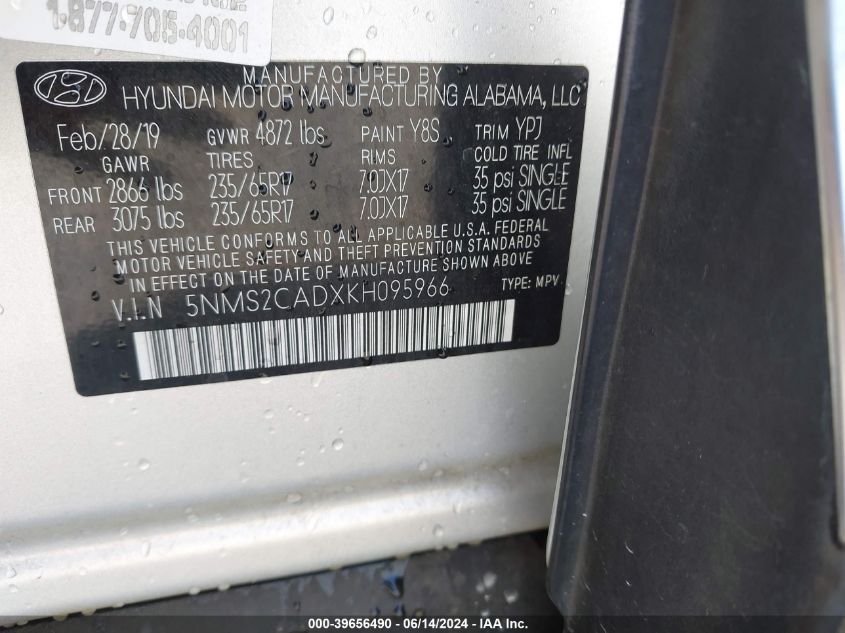 1-877-705-4001
MANUFACTURED BY
HYUNDAI MOTOR MANUFACTURING ALABAMA, LLC
Feb/28/19 GVWR 4872 lbs PAINT Y8S TRIM YPJ
GAWR TIRES RIMS COLD TIRE INFL
FRONT 2866 lbs 235/65R17 7.0JX17 35 psi SINGLE
REAR 3075 lbs 235/65R17 7.0JX17 35 psi SINGLE
THIS VEHICLE CONFORMS TO ALL APPLICABLE U.S.A. FEDERAL
MOTOR VEHICLE SAFETY AND THEFT PREVENTION STANDARDS
IN EFFECT ON THE DATE OF MANUFACTURE SHOWN ABOVE
V.I.N 5NMS2CADXKH095966 TYPE: MPV
000-39656490 - 06/14/2024 - IAA Inc.